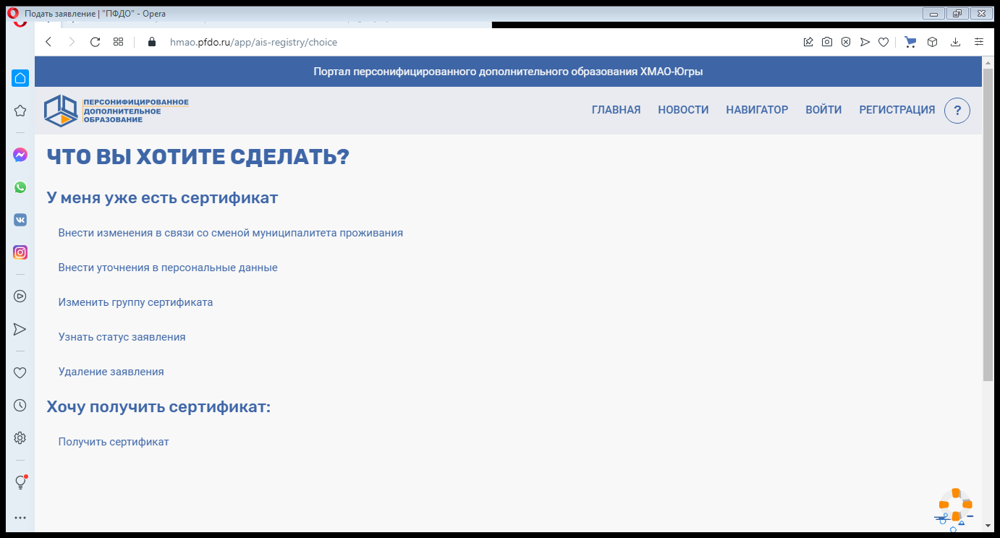 Подать заявление | "ПФДО" - Opera
hmao.pfdo.ru/app/ais-registry/choice
Портал персонифицированного дополнительного образования ХМАО-Югры
ПЕРСОНИФИЦИРОВАННОЕ
ДОПОЛНИТЕЛЬНОЕ
ОБРАЗОВАНИЕ
ГЛАВНАЯ НОВОСТИ НАВИГАТОР ВОЙТИ РЕГИСТРАЦИЯ ?
ЧТО ВЫ ХОТИТЕ СДЕЛАТЬ?
У меня уже есть сертификат
Внести изменения в связи со сменой муниципалитета проживания
Внести уточнения в персональные данные
Изменить группу сертификата
Узнать статус заявления
Удаление заявления
Хочу получить сертификат:
Получить сертификат